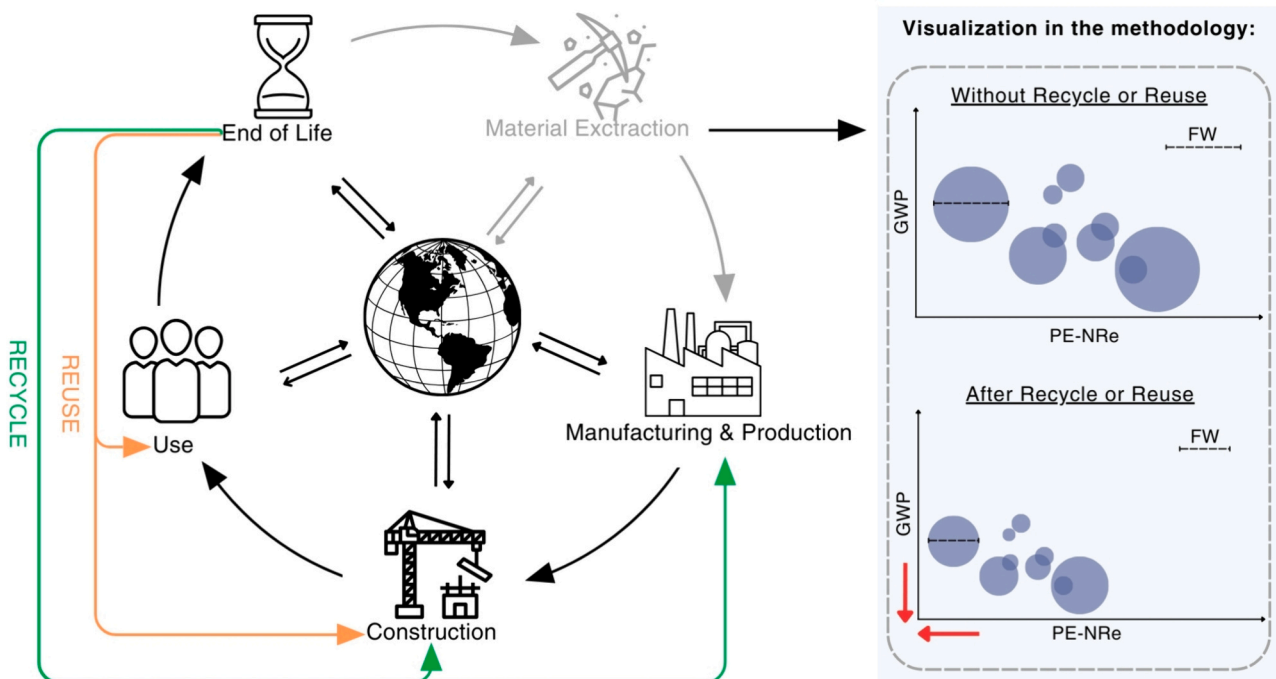 End of Life
Material Exctraction
RECYCLE
REUSE
Use
Manufacturing & Production
Construction
Visualization in the methodology:
Without Recycle or Reuse
FW
GWP
PE-NRe
After Recycle or Reuse
FW
GWP
PE-NRe